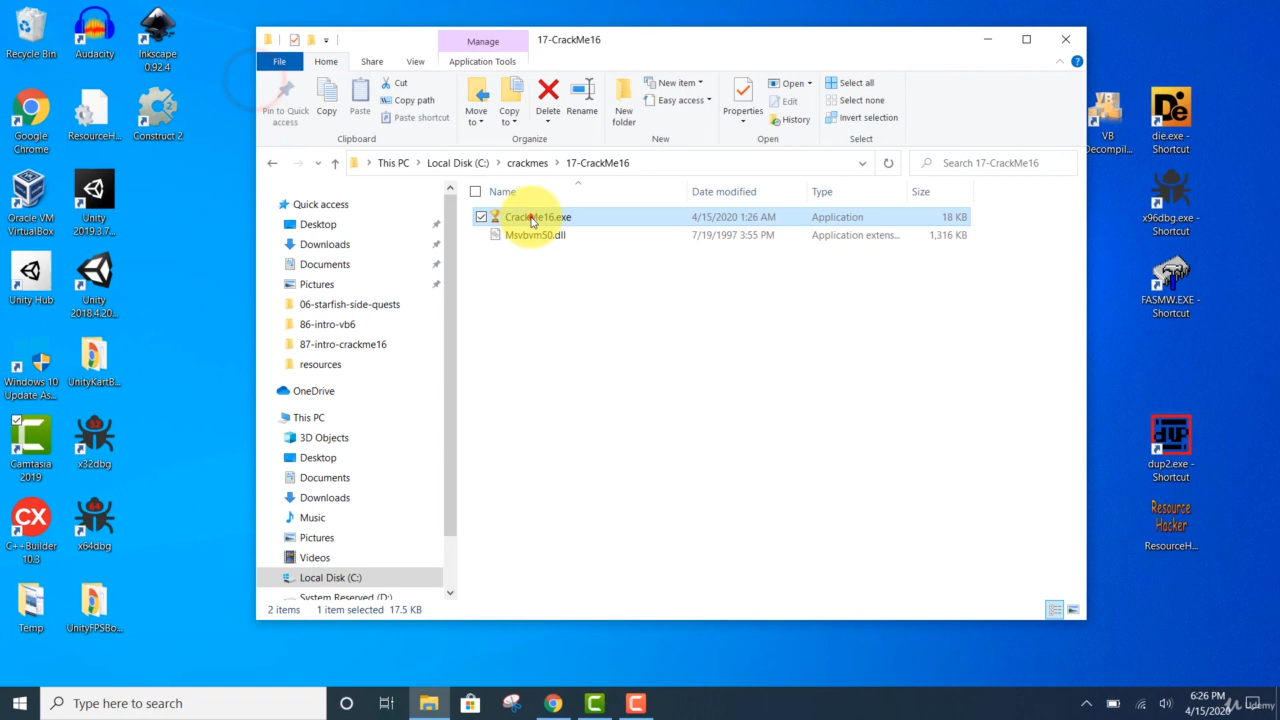 Recycle Bin
Audacity
Inkscape
0.92.4
Google
Chrome
ResourceH...
Construct 2
Oracle VM
VirtualBox
Unity
2019.3.7...
Unity Hub
Unity
2018.4.20...
Windows 10
Update As...
UnityKartB...
Camtasia
2019
x32dbg
C++Builder
10.3
x64dbg
Temp
UnityFPSBo...
Manage
17-CrackMe16
File
Home
Share
View
Application Tools
Pin to Quick
access
Copy
Paste
Cut
Copy path
Paste shortcut
Clipboard
Move
to
Copy
to
Delete
Rename
Organize
New
folder
New item
Easy access
New
Properties
Open
Edit
History
Open
Select all
Select none
Invert selection
Select
This PC > Local Disk (C:) > crackmes > 17-CrackMe16
Search 17-CrackMe16
Name Date modified Type Size
CrackMe16.exe 4/15/2020 1:26 AM Application 18 KB
Msvbvm50.dll 7/19/1997 3:55 PM Application extens... 1,316 KB
Quick access
Desktop
Downloads
Documents
Pictures
06-starfish-side-quests
86-intro-vb6
87-intro-crackme16
resources
OneDrive
This PC
3D Objects
Desktop
Documents
Downloads
Music
Pictures
Videos
Local Disk (C:)
System Reserved (D:)
2 items 1 item selected 17.5 KB
VB
Decompil...
die.exe -
Shortcut
x96dbg.exe -
Shortcut
FASMW.EXE -
Shortcut
dup2.exe -
Shortcut
Resource
Hacker
ResourceH...
Type here to search
6:26 PM
4/15/2020
Udemy